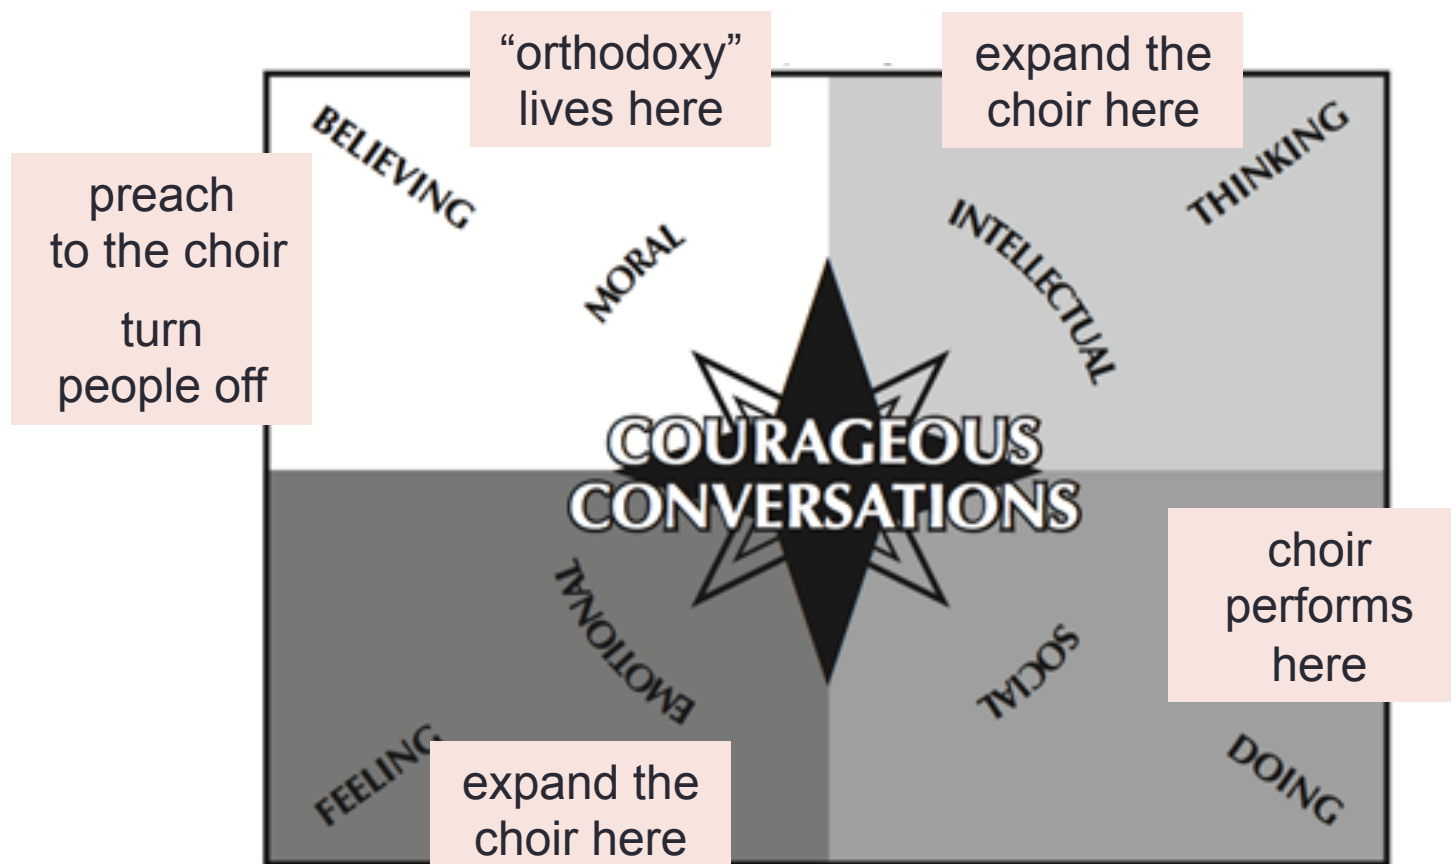 “orthodoxy”
lives here
expand the
choir here
BELIEVING
THINKING
preach
to the choir
turn
people off
MORAL
INTELLECTUAL
COURAGEOUS
CONVERSATIONS
choir
performs
here
EMOTIONAL
SOCIAL
FEELING
DOING
expand the
choir here